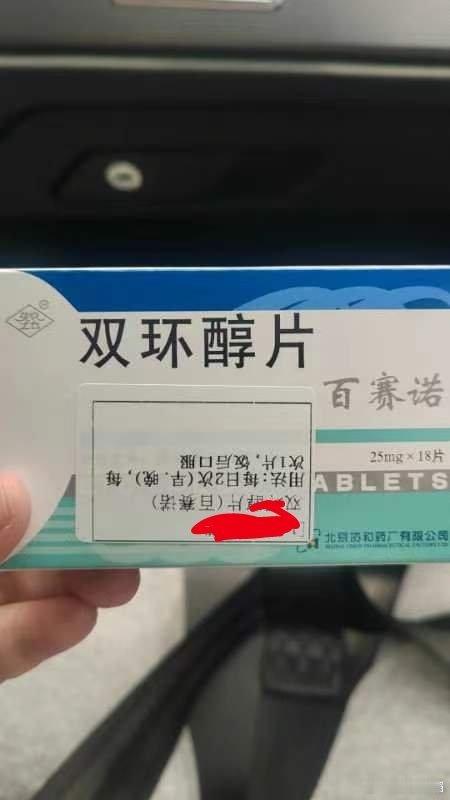 双环醇片
百赛诺
25mg×18片
ABLETS
北京协和药厂有限公司
双环醇片(百赛诺)
用法:每日2次(早.晚),每
次1片,饭后口服
3